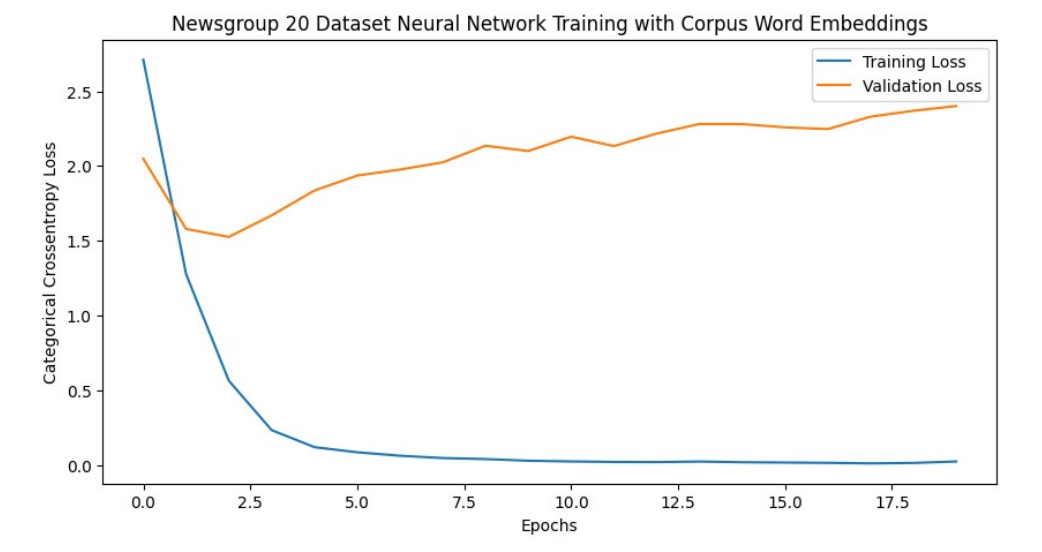 Newsgroup 20 Dataset Neural Network Training with Corpus Word Embeddings
Training Loss
Validation Loss
Categorical Crossentropy Loss
2.5
2.0
1.5
1.0
0.5
0.0
0.0 2.5 5.0 7.5 10.0 12.5 15.0 17.5
Epochs